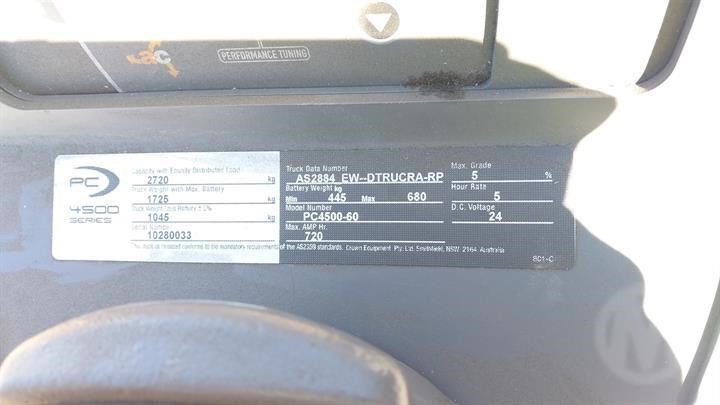 ac
PERFORMANCE TUNING
PC
4500
SERIES
Capacity with Equally Distributed Load
2720 kg
Truck Weight with Max. Battery
1725 kg
Truck Weight Less Battery ± 5%
1045 kg
Serial Number
10280033
Truck Data Number
AS2884_EW--DTRUCRA-RP
Battery Weight kg
Min 445 Max 680
Model Number
PC4500-60
Max. AMP Hr.
720
Max. Grade
5 %
Hour Rate
5
D.C. Voltage
24
This truck as released conforms to the mandatory requirements of the AS2359 standards. Crown Equipment Pty. Ltd. Smithfield, NSW 2164 Australia
801-C
M